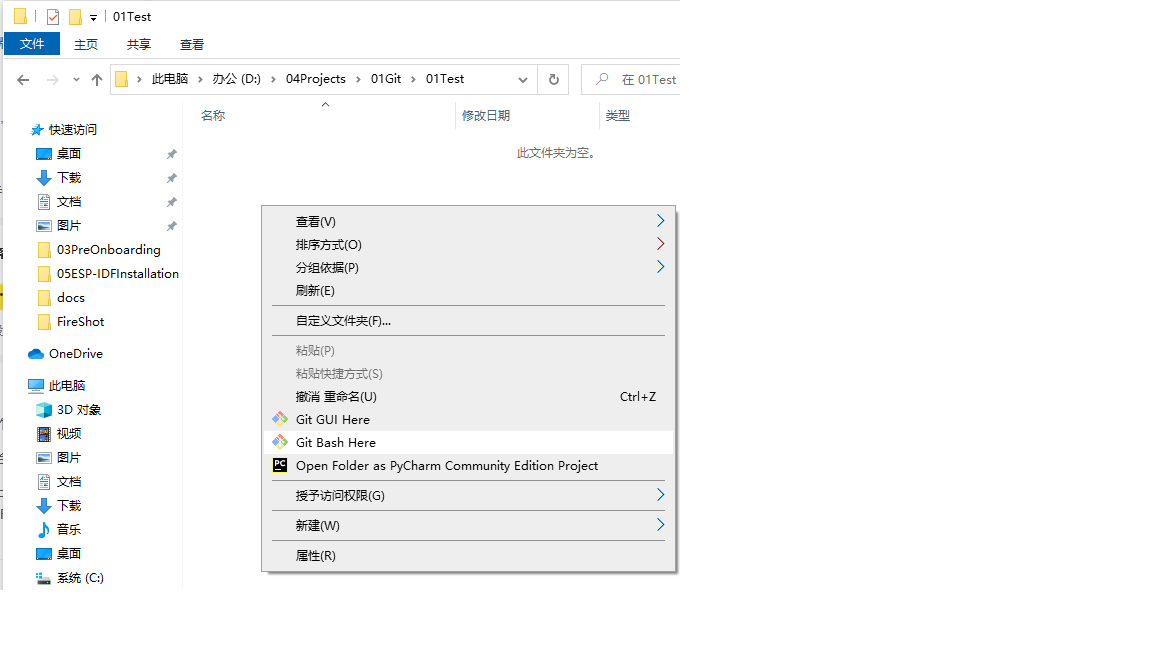 01Test
文件 主页 共享 查看
此电脑 办公 (D:) 04Projects 01Git 01Test 在 01Test
名称 修改日期 类型
此文件夹为空。
快速访问
桌面
下载
文档
图片
03PreOnboarding
05ESP-IDFInstallation
docs
FireShot
OneDrive
此电脑
3D 对象
视频
图片
文档
下载
音乐
桌面
系统 (C:)
查看(V)
排序方式(O)
分组依据(P)
刷新(E)
自定义文件夹(F)...
粘贴(P)
粘贴快捷方式(S)
撤消 重命名(U) Ctrl+Z
Git GUI Here
Git Bash Here
PC Open Folder as PyCharm Community Edition Project
授予访问权限(G)
新建(W)
属性(R)